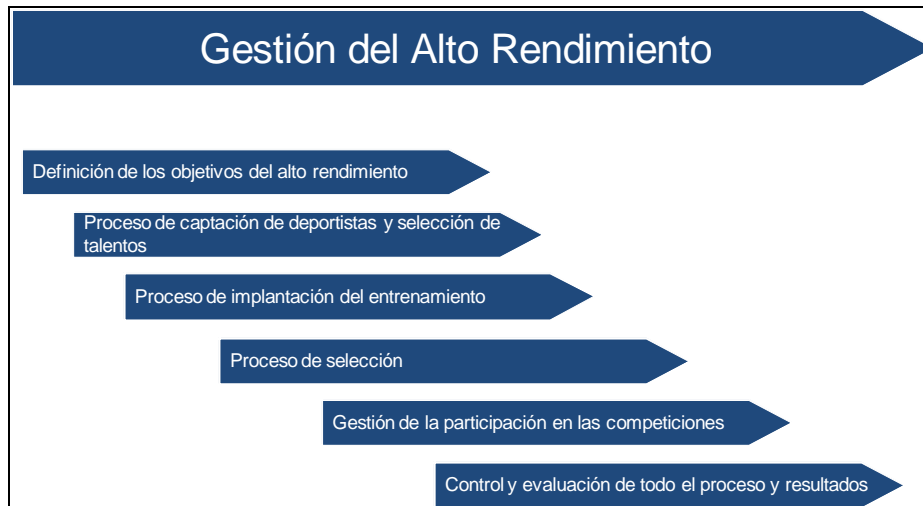 Gestión del Alto Rendimiento
Definición de los objetivos del alto rendimiento
Proceso de captación de deportistas y selección de
talentos
Proceso de implantación del entrenamiento
Proceso de selección
Gestión de la participación en las competiciones
Control y evaluación de todo el proceso y resultados